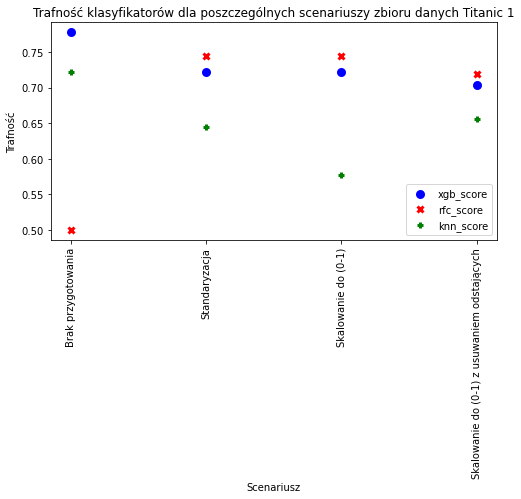 Trafność klasyfikatorów dla poszczególnych scenariuszy zbioru danych Titanic 1
Trafność
0.75
0.70
0.65
0.60
0.55
0.50
xgb_score
rfc_score
knn_score
Brak przygotowania
Standaryzacja
Skalowanie do (0-1)
Skalowanie do (0-1) z usuwaniem odstających
Scenariusz